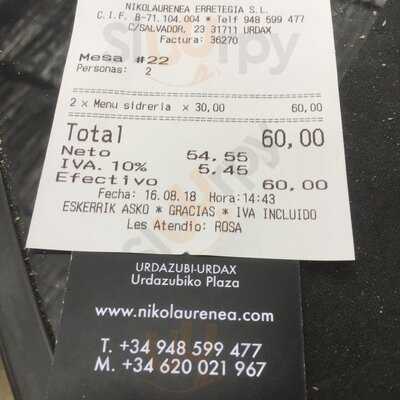 NIKOLAURENEA ERRETEGIA S.L.
C.I.F. B-71.104.004 * Telf 948 599 477
C/SALVADOR, 23 31711 URDAX
Factura: 36270
Mesa #22
Personas: 2
2 x Menu sidreria x 30,00 60,00
Total 60,00
Neto 54,55
IVA. 10% 5,45
Efectivo 60,00
Fecha: 16.08.18 Hora:14:43
ESKERRIK ASKO * GRACIAS * IVA INCLUIDO
Les Atendio: ROSA
URDAZUBI-URDAX
Urdazubiko Plaza
www.nikolaurenea.com
T. +34 948 599 477
M. +34 620 021 967